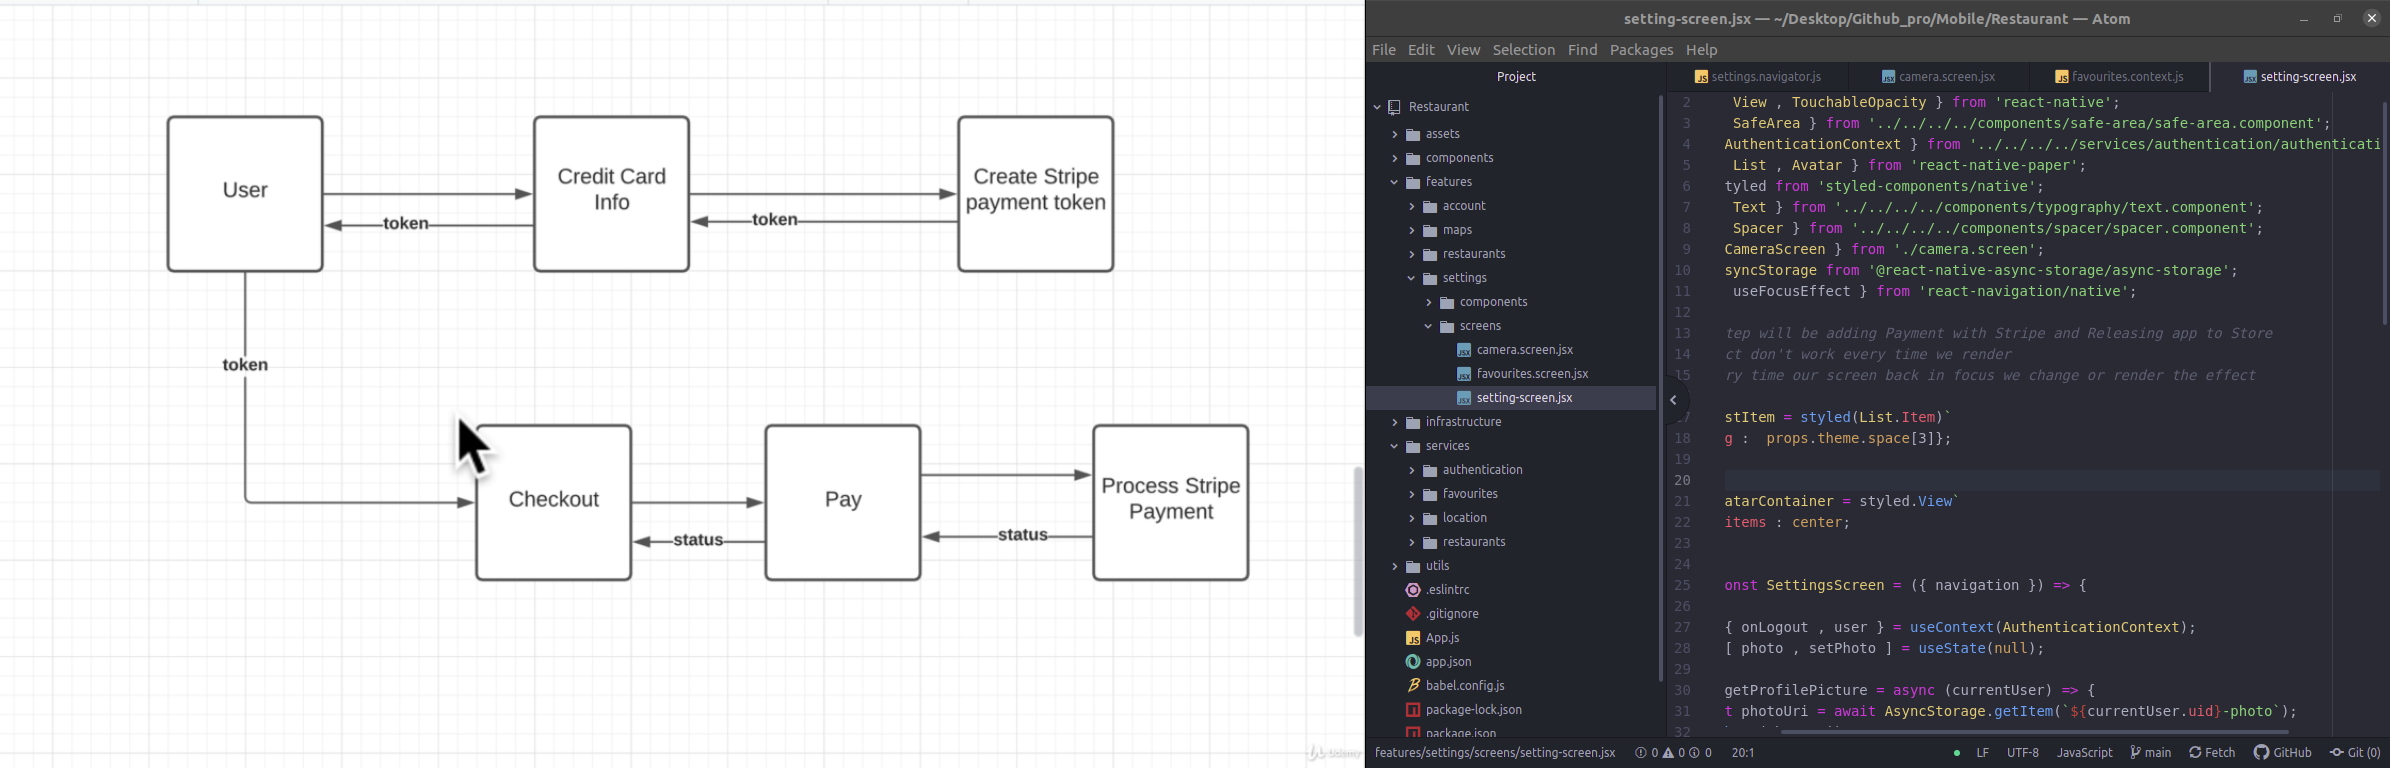 User
Credit Card
Info
Create Stripe
payment token
token
token
token
Checkout
Pay
Process Stripe
Payment
status
status
Udemy
setting-screen.jsx — ~/Desktop/Github_pro/Mobile/Restaurant — Atom
File Edit View Selection Find Packages Help
Project
settings.navigator.js
camera.screen.jsx
favourites.context.js
setting-screen.jsx
Restaurant
assets
components
features
account
maps
restaurants
settings
components
screens
camera.screen.jsx
favourites.screen.jsx
setting-screen.jsx
infrastructure
services
authentication
favourites
location
restaurants
utils
.eslintrc
.gitignore
App.js
app.json
babel.config.js
package-lock.json
package.json
2 View , TouchableOpacity } from 'react-native';
3 SafeArea } from '../../../../components/safe-area/safe-area.component';
4 AuthenticationContext } from '../../../../services/authentication/authenticati
5 List , Avatar } from 'react-native-paper';
6 tyled from 'styled-components/native';
7 Text } from '../../../../components/typography/text.component';
8 Spacer } from '../../../../components/spacer/spacer.component';
9 CameraScreen } from './camera.screen';
10 syncStorage from '@react-native-async-storage/async-storage';
11 useFocusEffect } from 'react-navigation/native';
12
13 tep will be adding Payment with Stripe and Releasing app to Store
14 ct don't work every time we render
15 ry time our screen back in focus we change or render the effect
17 stItem = styled(List.Item)`
18 g : props.theme.space[3]};
19
20
21 atarContainer = styled.View`
22 items : center;
23
24
25 onst SettingsScreen = ({ navigation }) => {
26
27 { onLogout , user } = useContext(AuthenticationContext);
28 [ photo , setPhoto ] = useState(null);
29
30 getProfilePicture = async (currentUser) => {
31 t photoUri = await AsyncStorage.getItem(`${currentUser.uid}-photo`);
32
features/settings/screens/setting-screen.jsx 0 0 0 20:1 LF UTF-8 JavaScript main Fetch GitHub Git (0)